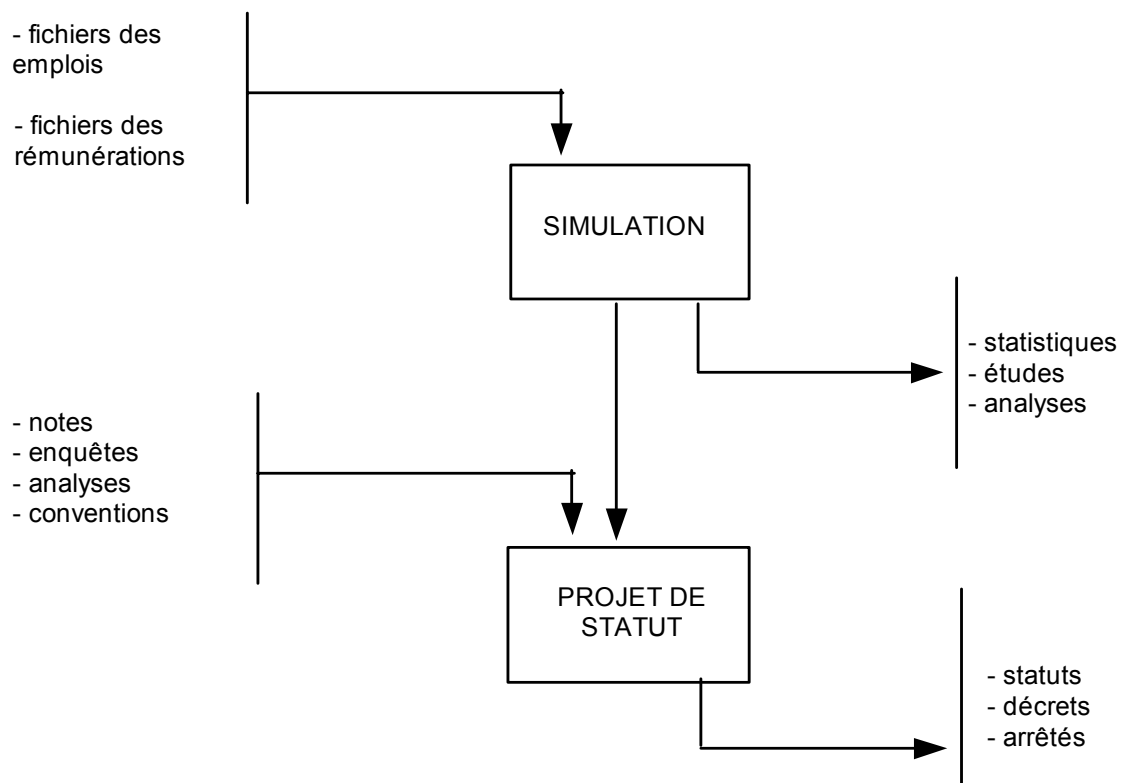 - fichiers des
emplois
- fichiers des
rémunérations
SIMULATION
- statistiques
- études
- analyses
- notes
- enquêtes
- analyses
- conventions
PROJET DE
STATUT
- statuts
- décrets
- arrêtés